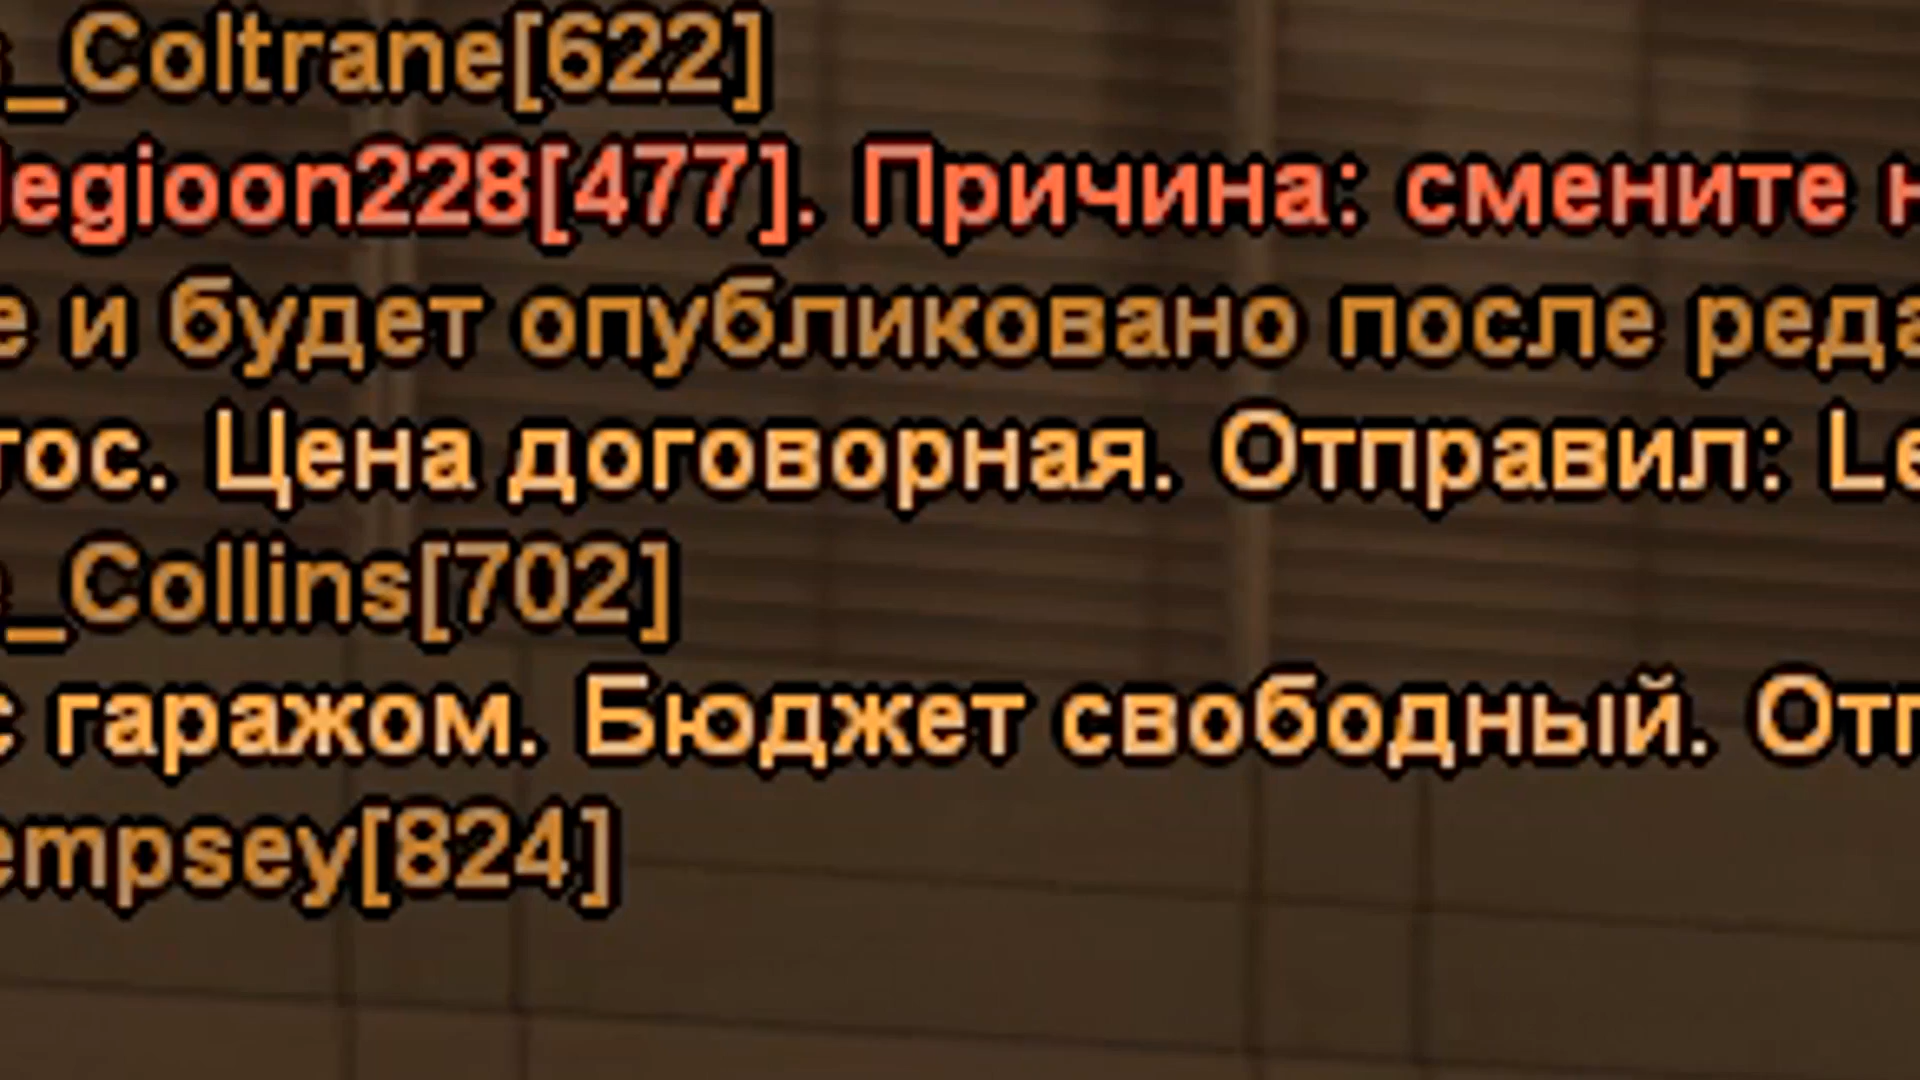 _Coltrane[622]
legioon228[477]. Причина: смените н
е и будет опубликовано после реда
тос. Цена договорная. Отправил: Le
_Collins[702]
с гаражом. Бюджет свободный. Отп
empsey[824]